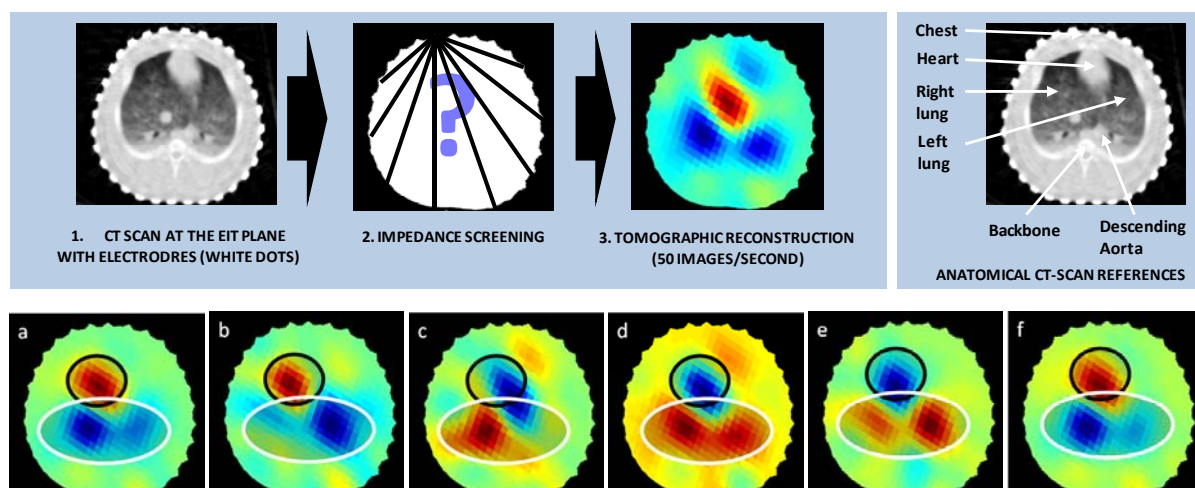 1. CT SCAN AT THE EIT PLANE
WITH ELECTRODRES (WHITE DOTS)
?
2. IMPEDANCE SCREENING
3. TOMOGRAPHIC RECONSTRUCTION
(50 IMAGES/SECOND)
Chest
Heart
Right
lung
Left
lung
Backbone
Descending
Aorta
ANATOMICAL CT-SCAN REFERENCES
a
b
c
d
e
f